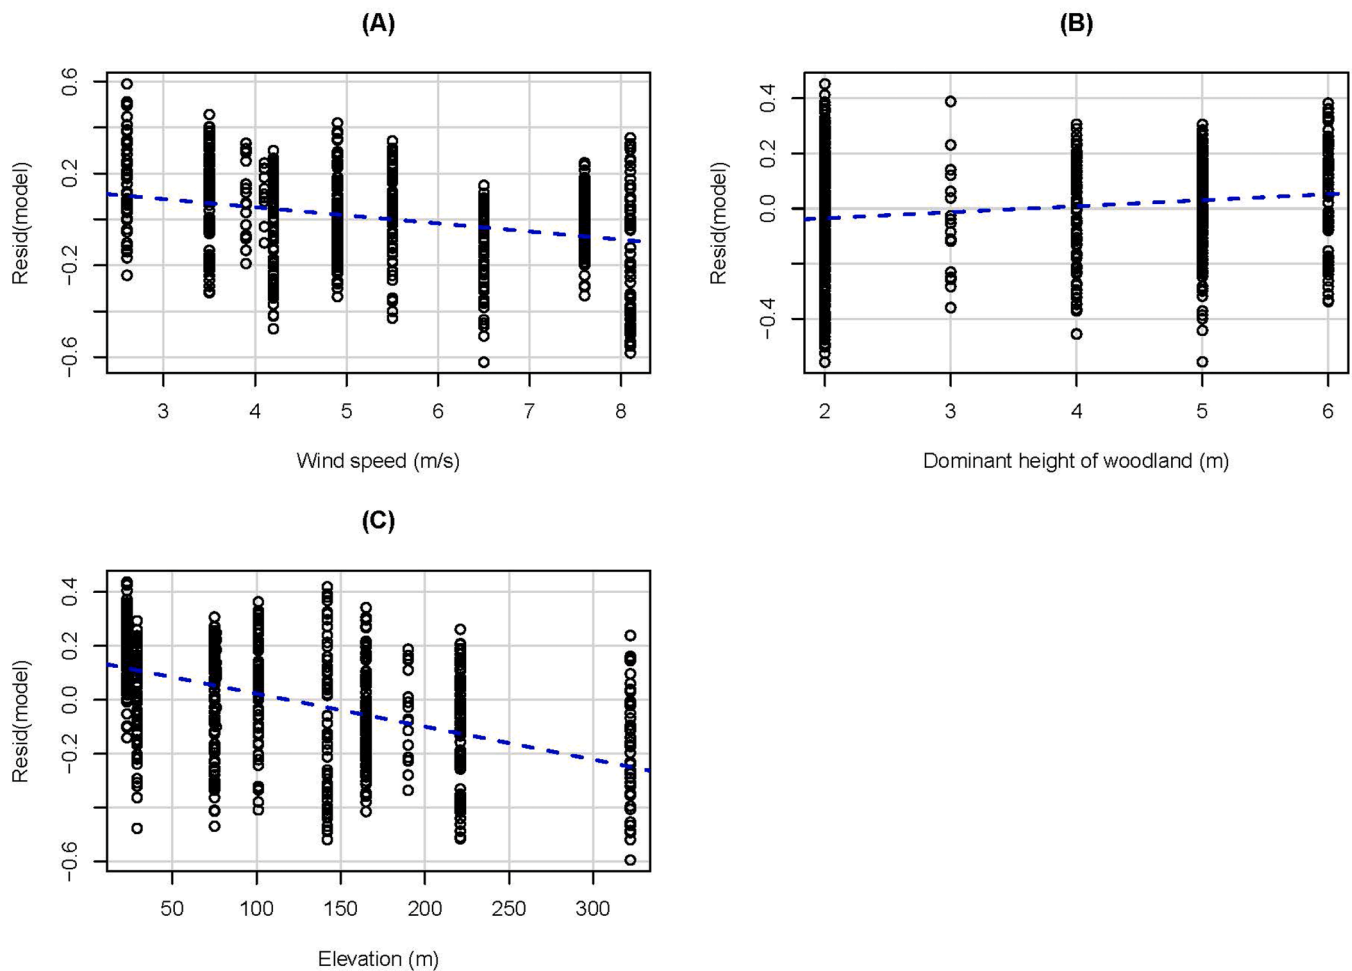 (A)
Resid(model)
0.6
0.2
−0.2
−0.6
3 4 5 6 7 8
Wind speed (m/s)
(B)
Resid(model)
0.4
0.2
0.0
−0.4
2 3 4 5 6
Dominant height of woodland (m)
(C)
Resid(model)
0.4
0.2
0.0
−0.2
−0.6
50 100 150 200 250 300
Elevation (m)